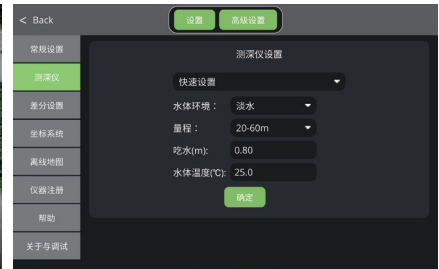 < Back
设置
高级设置
常规设置
测深仪
差分设置
坐标系统
离线地图
仪器注册
帮助
关于与调试
测深仪设置
快速设置
水体环境： 淡水
量程： 20-60m
吃水(m): 0.80
水体温度(℃): 25.0
确定